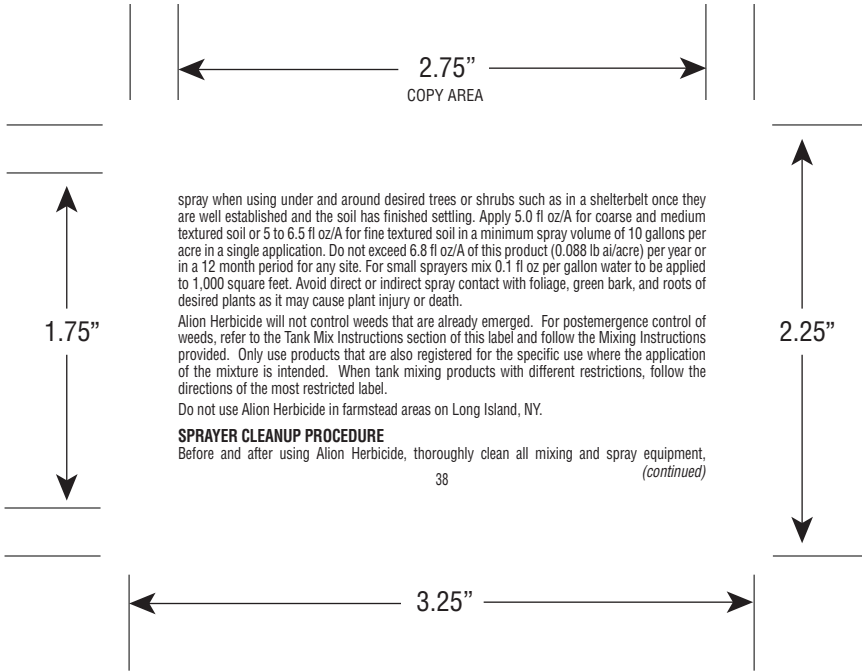 2.75”
COPY AREA
spray when using under and around desired trees or shrubs such as in a shelterbelt once they
are well established and the soil has finished settling. Apply 5.0 fl oz/A for coarse and medium
textured soil or 5 to 6.5 fl oz/A for fine textured soil in a minimum spray volume of 10 gallons per
acre in a single application. Do not exceed 6.8 fl oz/A of this product (0.088 lb ai/acre) per year or
in a 12 month period for any site. For small sprayers mix 0.1 fl oz per gallon water to be applied
to 1,000 square feet. Avoid direct or indirect spray contact with foliage, green bark, and roots of
desired plants as it may cause plant injury or death.
1.75”
Alion Herbicide will not control weeds that are already emerged. For postemergence control of
weeds, refer to the Tank Mix Instructions section of this label and follow the Mixing Instructions
provided. Only use products that are also registered for the specific use where the application
of the mixture is intended. When tank mixing products with different restrictions, follow the
directions of the most restricted label.
2.25”
Do not use Alion Herbicide in farmstead areas on Long Island, NY.
SPRAYER CLEANUP PROCEDURE
Before and after using Alion Herbicide, thoroughly clean all mixing and spray equipment,
(continued)
38
3.25”